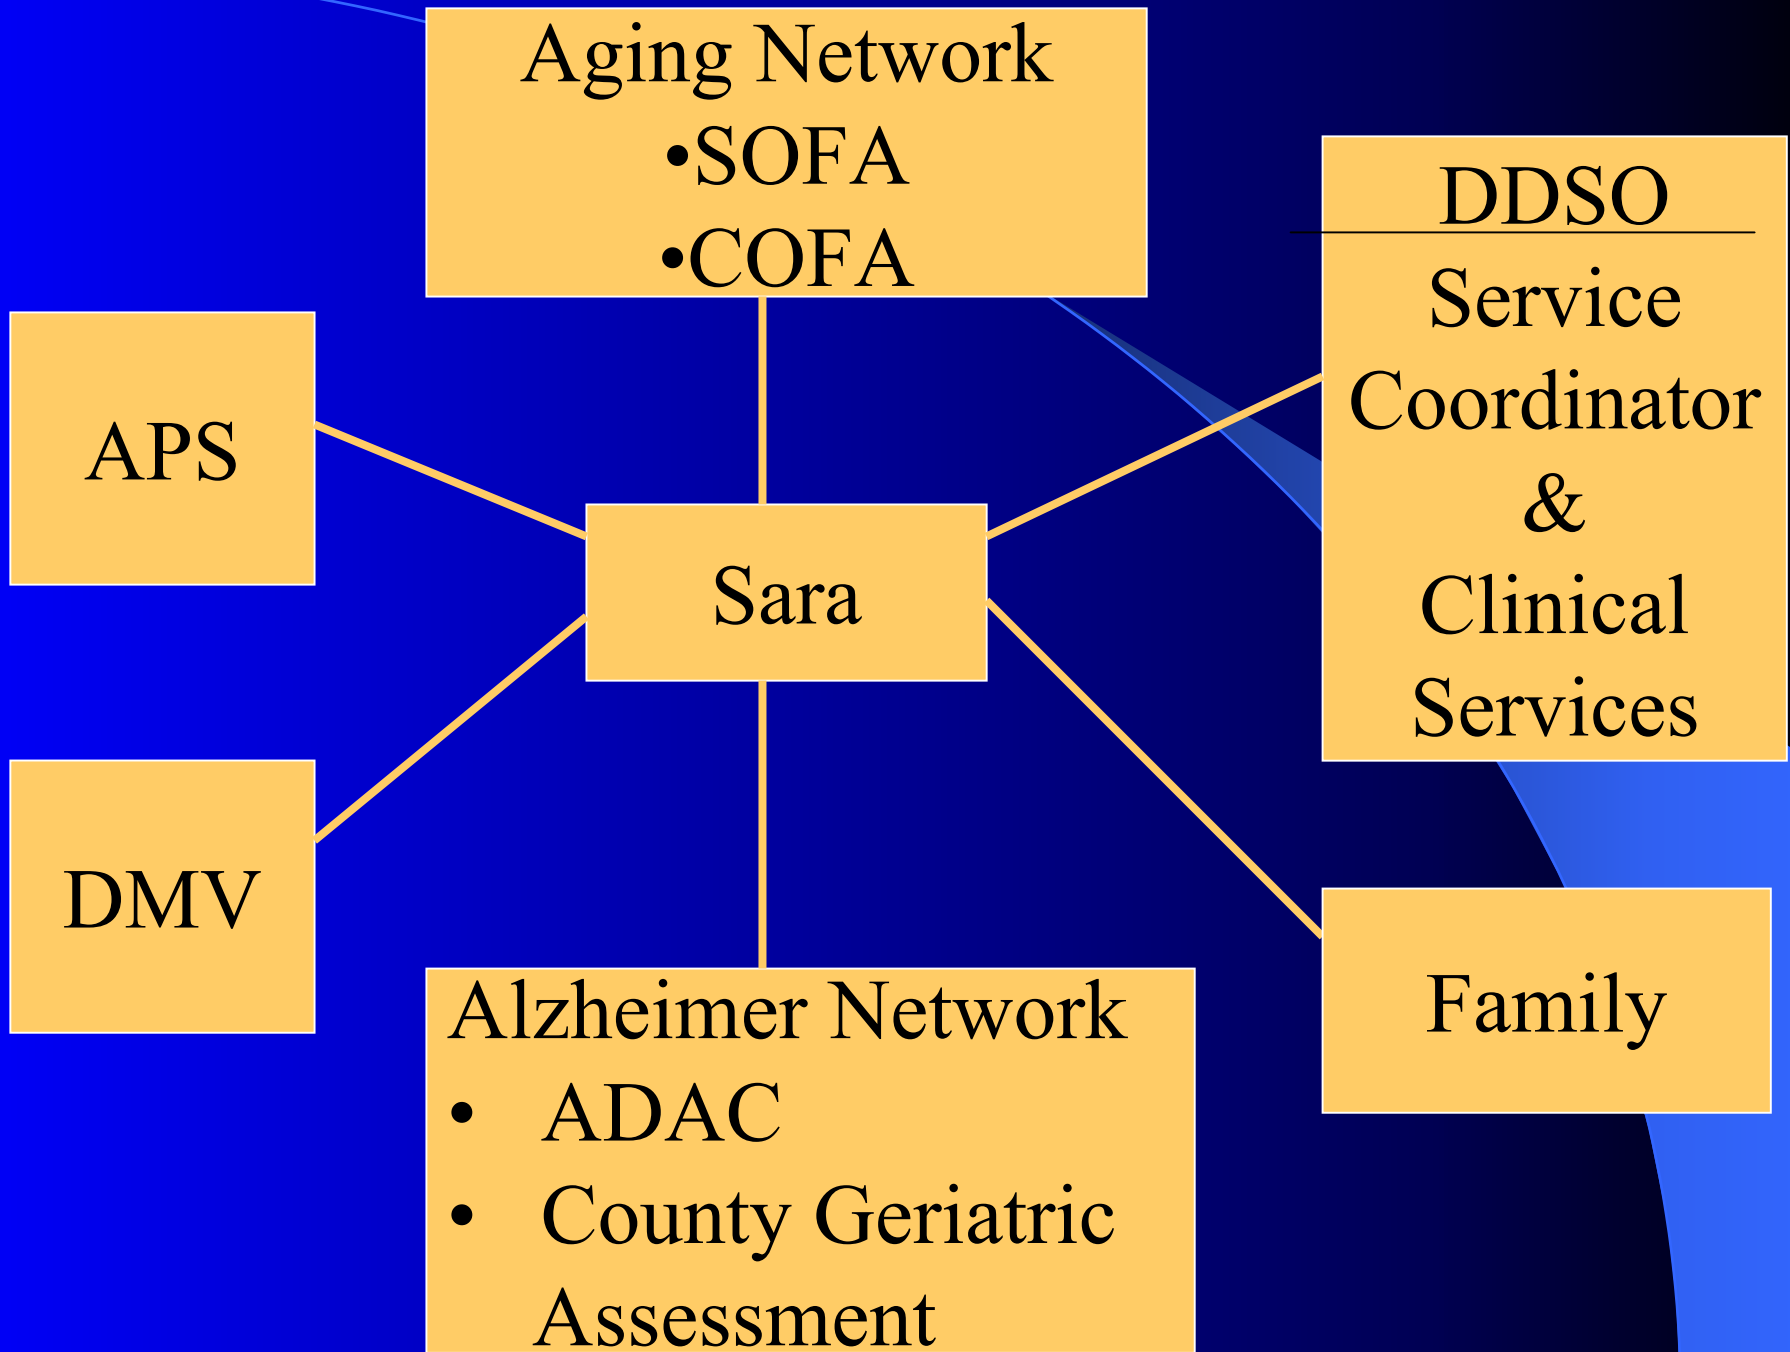 Aging Network
•SOFA
•COFA
DDSO
Service
Coordinator
&
Clinical
Services
APS
Sara
DMV
Family
Alzheimer Network
• ADAC
• County Geriatric
Assessment